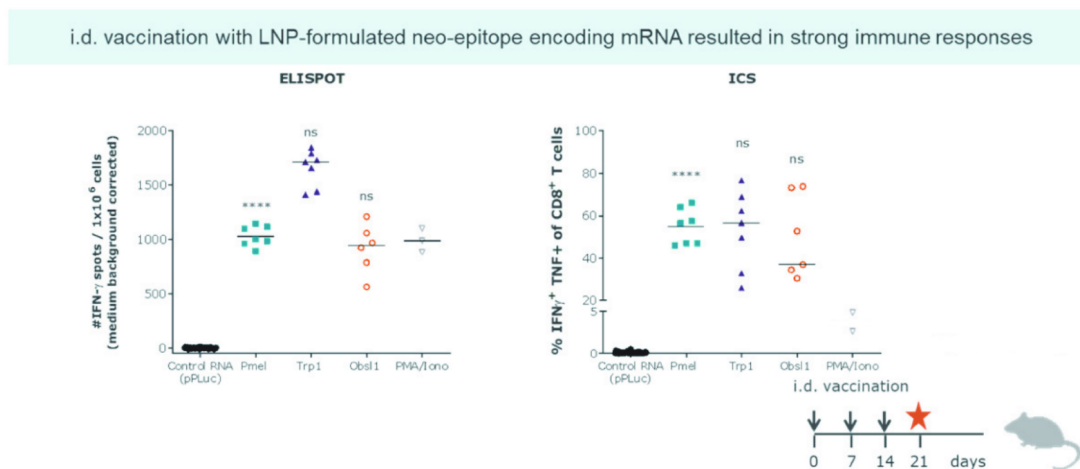 i.d. vaccination with LNP-formulated neo-epitope encoding mRNA resulted in strong immune responses
ELISPOT
#IFN-γ spots / 1x10⁶ cells
(medium background corrected)
2000
1500
1000
500
0
****
ns
ns
Control RNA
(pPLuc)
Pmel
Trp1
Obsl1
PMA/Iono
ICS
% IFNγ⁺ TNF+ of CD8⁺ T cells
100
80
60
40
20
5
0
****
ns
ns
Control RNA
(pPLuc)
Pmel
Trp1
Obsl1
PMA/Iono
i.d. vaccination
0 7 14 21 days